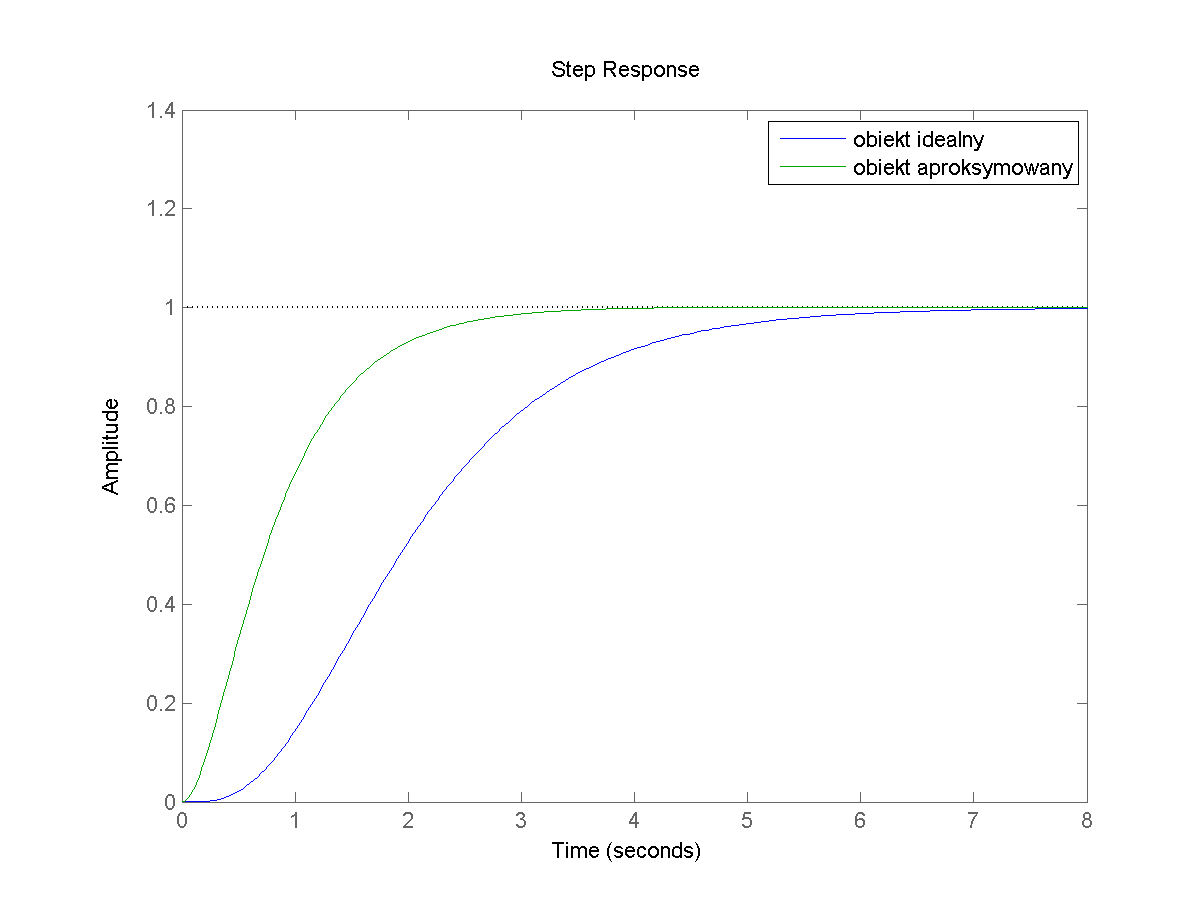 Step Response
1.4
1.2
1
0.8
0.6
0.4
0.2
0
Amplitude
obiekt idealny
obiekt aproksymowany
0 1 2 3 4 5 6 7 8
Time (seconds)